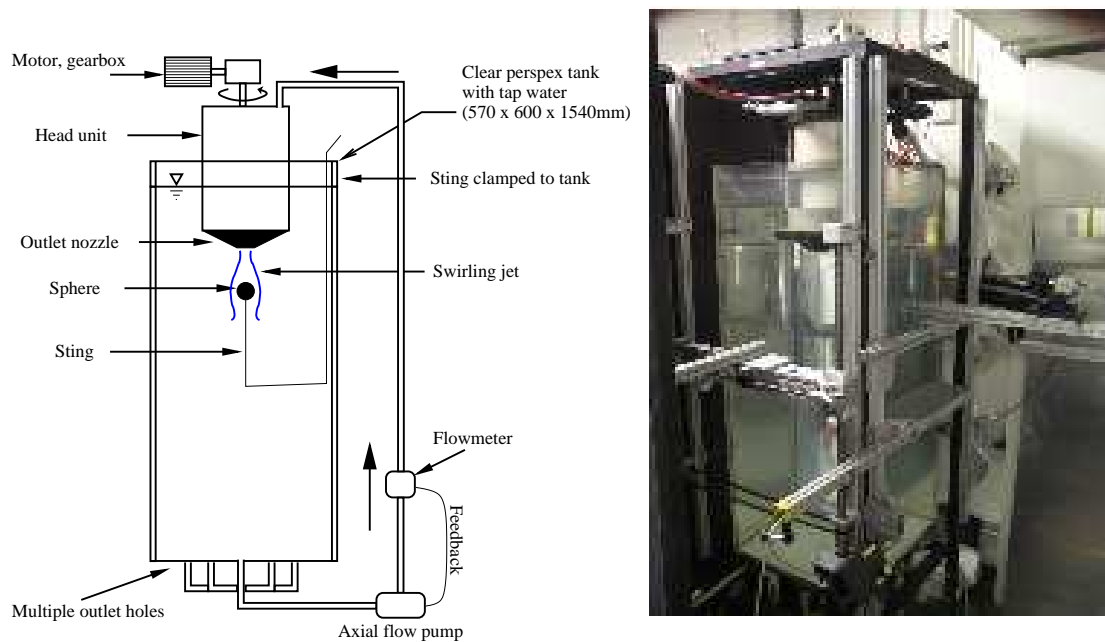 Motor, gearbox
Head unit
Outlet nozzle
Sphere
Sting
Multiple outlet holes
Clear perspex tank
with tap water
(570 x 600 x 1540mm)
Sting clamped to tank
Swirling jet
Flowmeter
Feedback
Axial flow pump